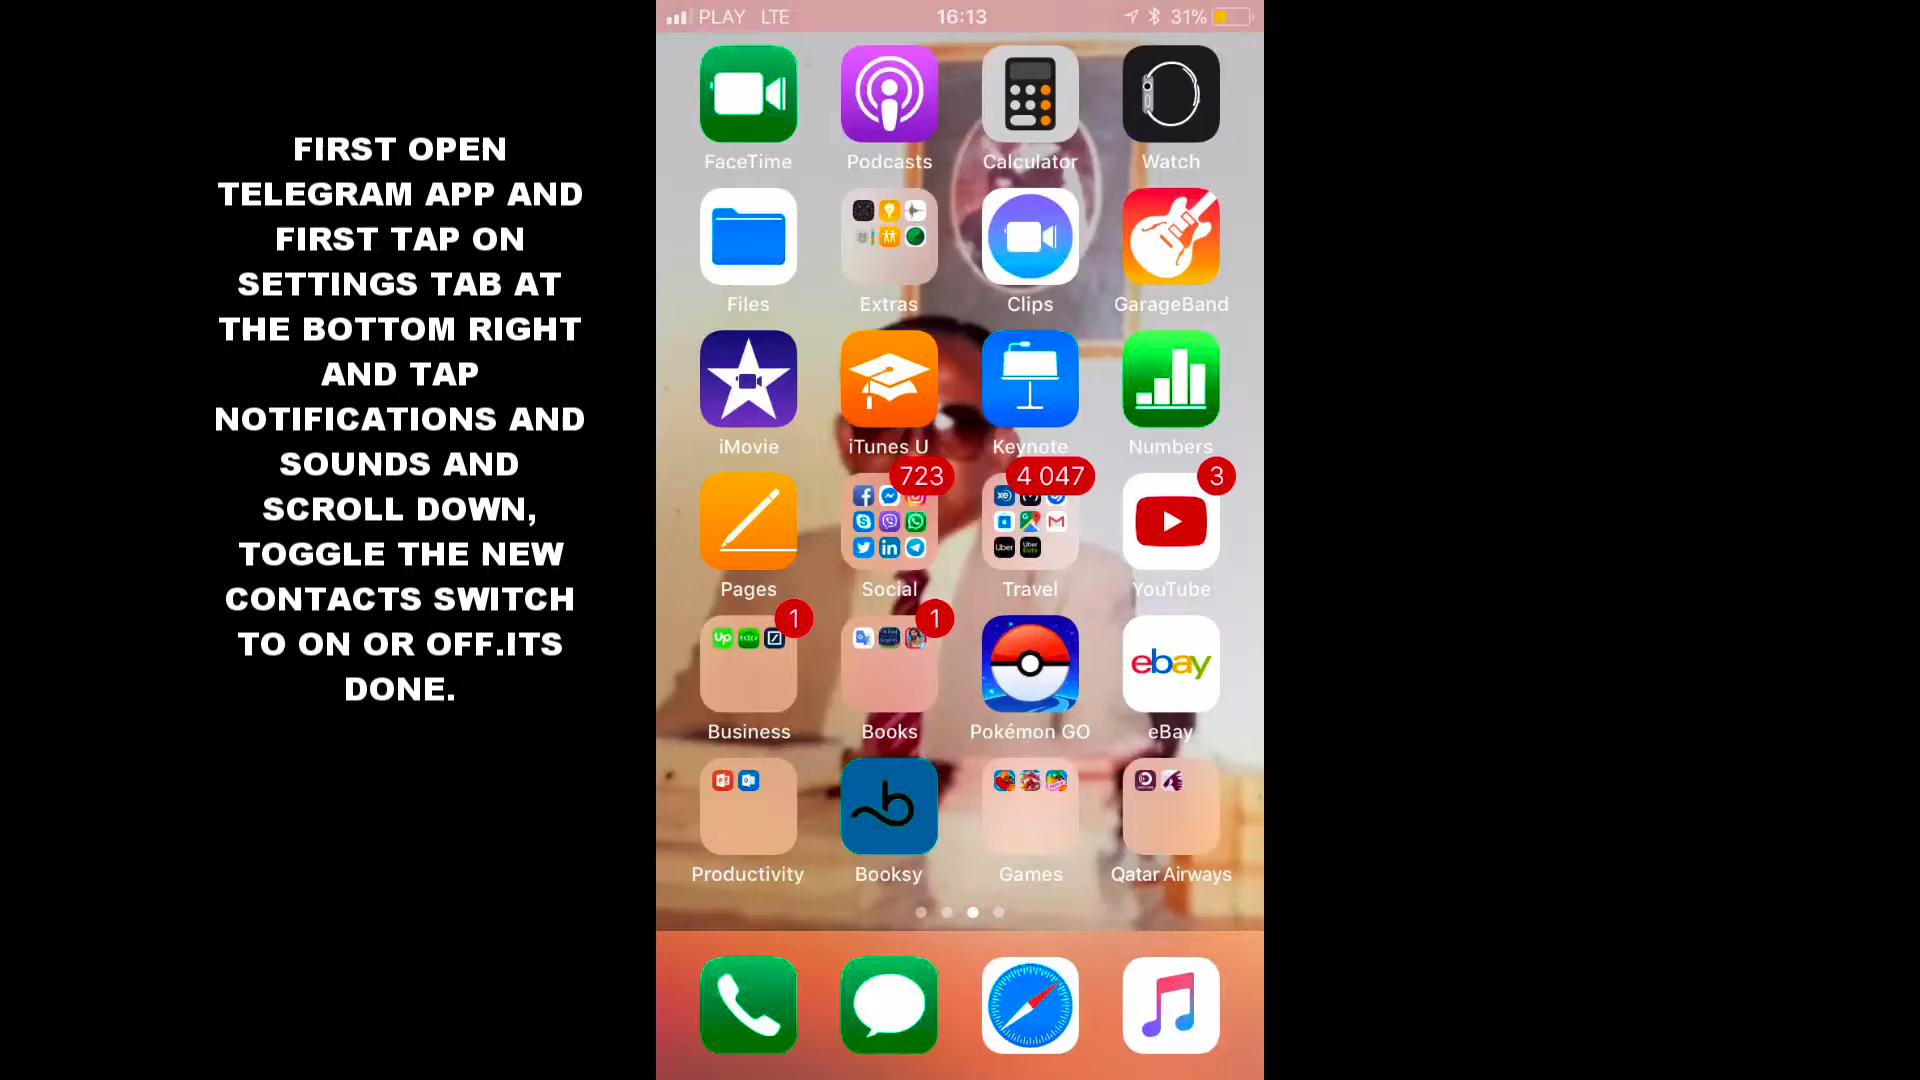 FIRST OPEN
TELEGRAM APP AND
FIRST TAP ON
SETTINGS TAB AT
THE BOTTOM RIGHT
AND TAP
NOTIFICATIONS AND
SOUNDS AND
SCROLL DOWN,
TOGGLE THE NEW
CONTACTS SWITCH
TO ON OR OFF.ITS
DONE.
PLAY LTE 16:13 31%
FaceTime Podcasts Calculator Watch
Files Extras Clips GarageBand
iMovie iTunes U Keynote Numbers
723 4 047 3
Pages Social Travel YouTube
1 1
ebay
Business Books Pokémon GO eBay
Productivity Booksy Games Qatar Airways